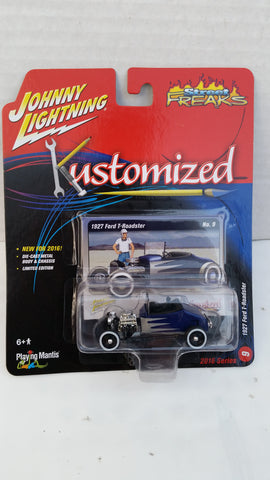 JOHNNY
LIGHTNING
Street
FREAKS
Kustomized
• NEW FOR 2016!
• DIE-CAST METAL
BODY & CHASSIS
• LIMITED EDITION
1927 Ford T-Roadster
No. 9
6+
Playing Mantis
2016 Series
9
1927 Ford T-Roadster